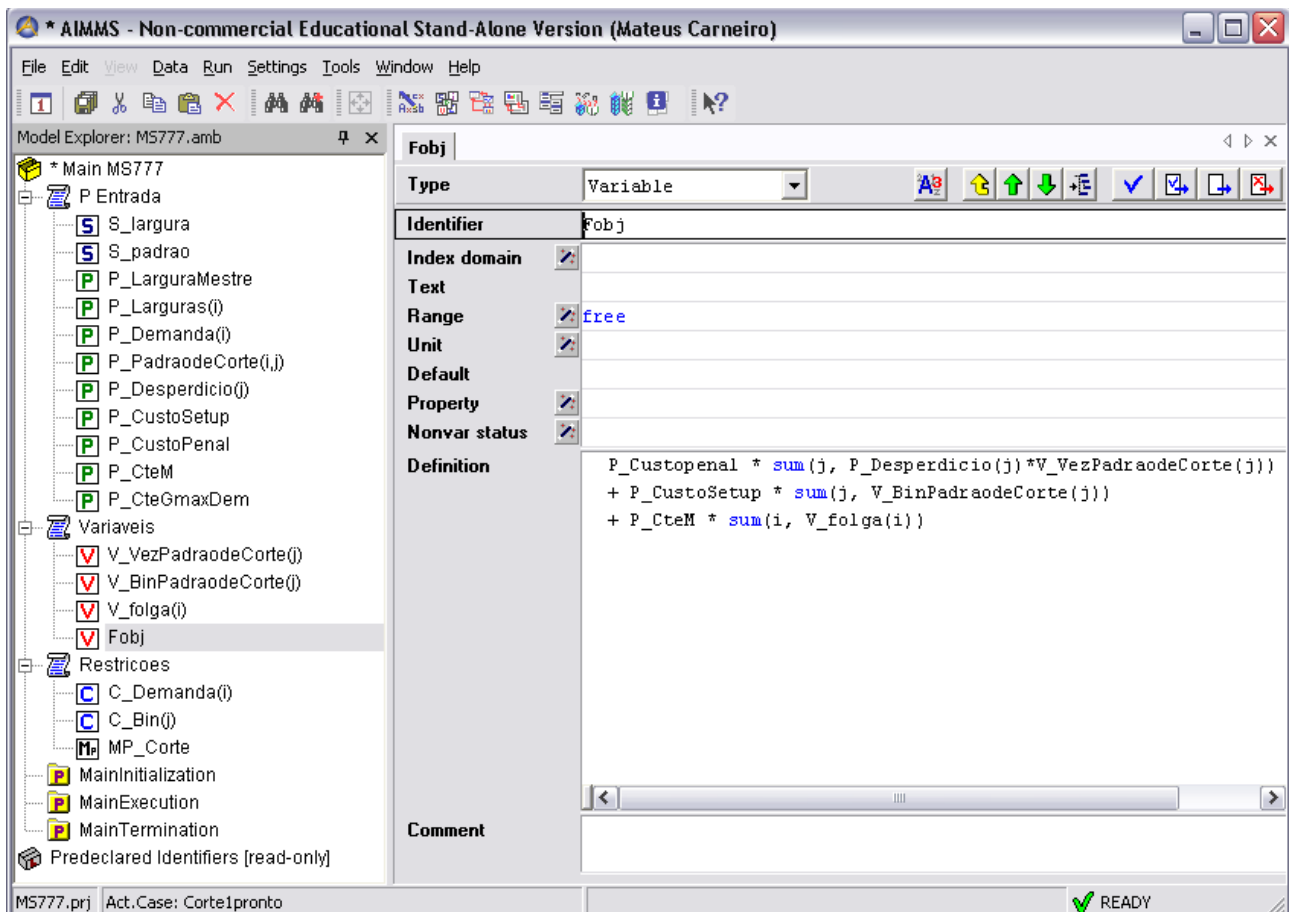 * AIMMS - Non-commercial Educational Stand-Alone Version (Mateus Carneiro)
File Edit View Data Run Settings Tools Window Help
Model Explorer: MS777.amb
* Main MS777
P Entrada
S S_largura
S S_padrao
P P_LarguraMestre
P P_Larguras(i)
P P_Demanda(i)
P P_PadraodeCorte(i,j)
P P_Desperdicio(j)
P P_CustoSetup
P P_CustoPenal
P P_CteM
P P_CteGmaxDem
Variaveis
V V_VezPadraodeCorte(j)
V V_BinPadraodeCorte(j)
V V_folga(i)
V Fobj
Restricoes
C C_Demanda(i)
C C_Bin(j)
MP MP_Corte
P MainInitialization
P MainExecution
P MainTermination
Predeclared Identifiers [read-only]
Fobj
Type Variable
Identifier Fobj
Index domain
Text
Range free
Unit
Default
Property
Nonvar status
Definition P_Custopenal * sum(j, P_Desperdicio(j)*V_VezPadraodeCorte(j))
+ P_CustoSetup * sum(j, V_BinPadraodeCorte(j))
+ P_CteM * sum(i, V_folga(i))
Comment
MS777.prj Act.Case: Corte1pronto READY